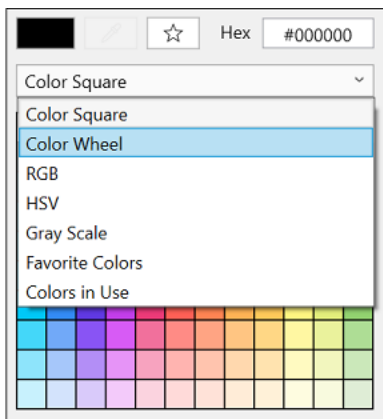 Hex #000000
Color Square
Color Square
Color Wheel
RGB
HSV
Gray Scale
Favorite Colors
Colors in Use